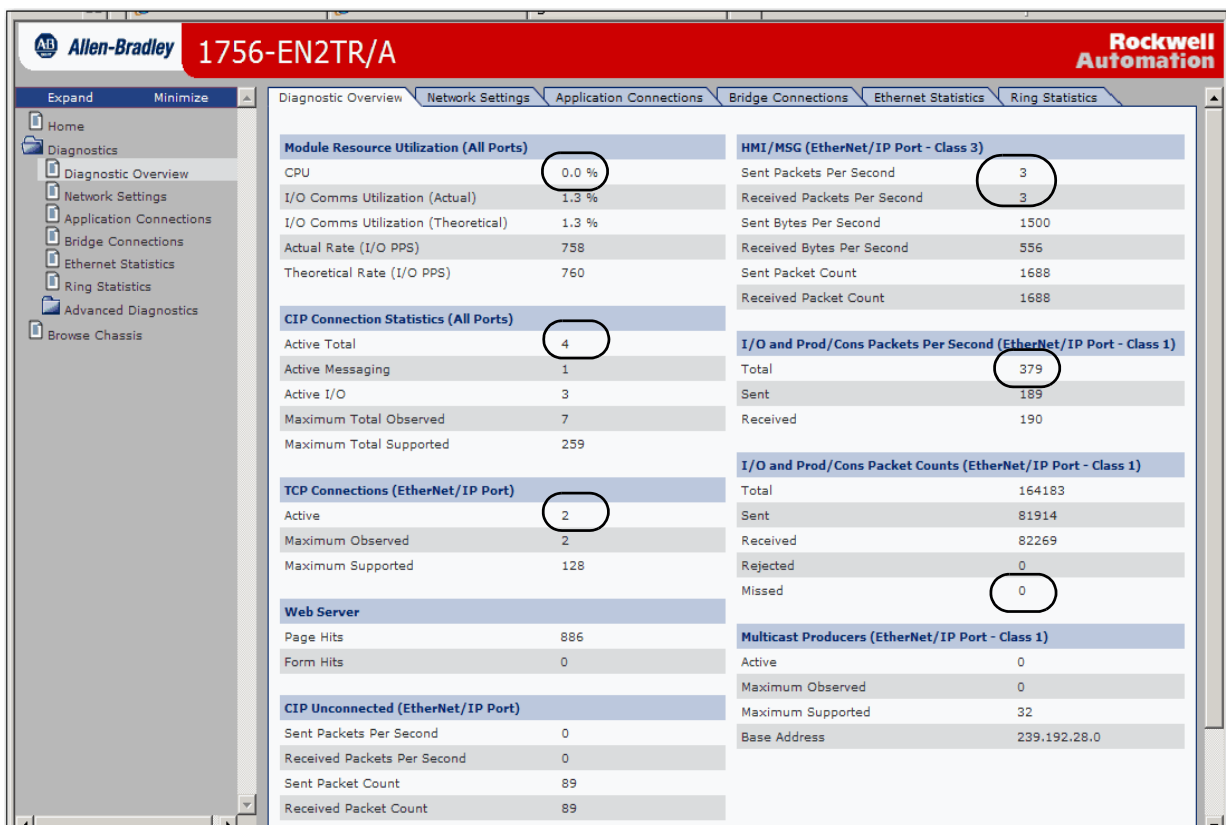 Allen-Bradley 1756-EN2TR/A Rockwell Automation
AB
Expand Minimize
Home
Diagnostics
Diagnostic Overview
Network Settings
Application Connections
Bridge Connections
Ethernet Statistics
Ring Statistics
Advanced Diagnostics
Browse Chassis
Diagnostic Overview Network Settings Application Connections Bridge Connections Ethernet Statistics Ring Statistics
Module Resource Utilization (All Ports)
CPU 0.0 %
I/O Comms Utilization (Actual) 1.3 %
I/O Comms Utilization (Theoretical) 1.3 %
Actual Rate (I/O PPS) 758
Theoretical Rate (I/O PPS) 760
CIP Connection Statistics (All Ports)
Active Total 4
Active Messaging 1
Active I/O 3
Maximum Total Observed 7
Maximum Total Supported 259
TCP Connections (EtherNet/IP Port)
Active 2
Maximum Observed 2
Maximum Supported 128
Web Server
Page Hits 886
Form Hits 0
CIP Unconnected (EtherNet/IP Port)
Sent Packets Per Second 0
Received Packets Per Second 0
Sent Packet Count 89
Received Packet Count 89
HMI/MSG (EtherNet/IP Port - Class 3)
Sent Packets Per Second 3
Received Packets Per Second 3
Sent Bytes Per Second 1500
Received Bytes Per Second 556
Sent Packet Count 1688
Received Packet Count 1688
I/O and Prod/Cons Packets Per Second (EtherNet/IP Port - Class 1)
Total 379
Sent 189
Received 190
I/O and Prod/Cons Packet Counts (EtherNet/IP Port - Class 1)
Total 164183
Sent 81914
Received 82269
Rejected 0
Missed 0
Multicast Producers (EtherNet/IP Port - Class 1)
Active 0
Maximum Observed 0
Maximum Supported 32
Base Address 239.192.28.0